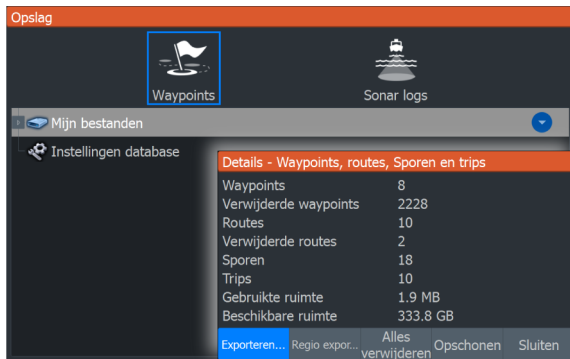 Opslag
Waypoints
Sonar logs
Mijn bestanden
Instellingen database
Details - Waypoints, routes, Sporen en trips
Waypoints 8
Verwijderde waypoints 2228
Routes 10
Verwijderde routes 2
Sporen 18
Trips 10
Gebruikte ruimte 1.9 MB
Beschikbare ruimte 333.8 GB
Exporteren... Regio expor... Alles verwijderen Opschonen Sluiten